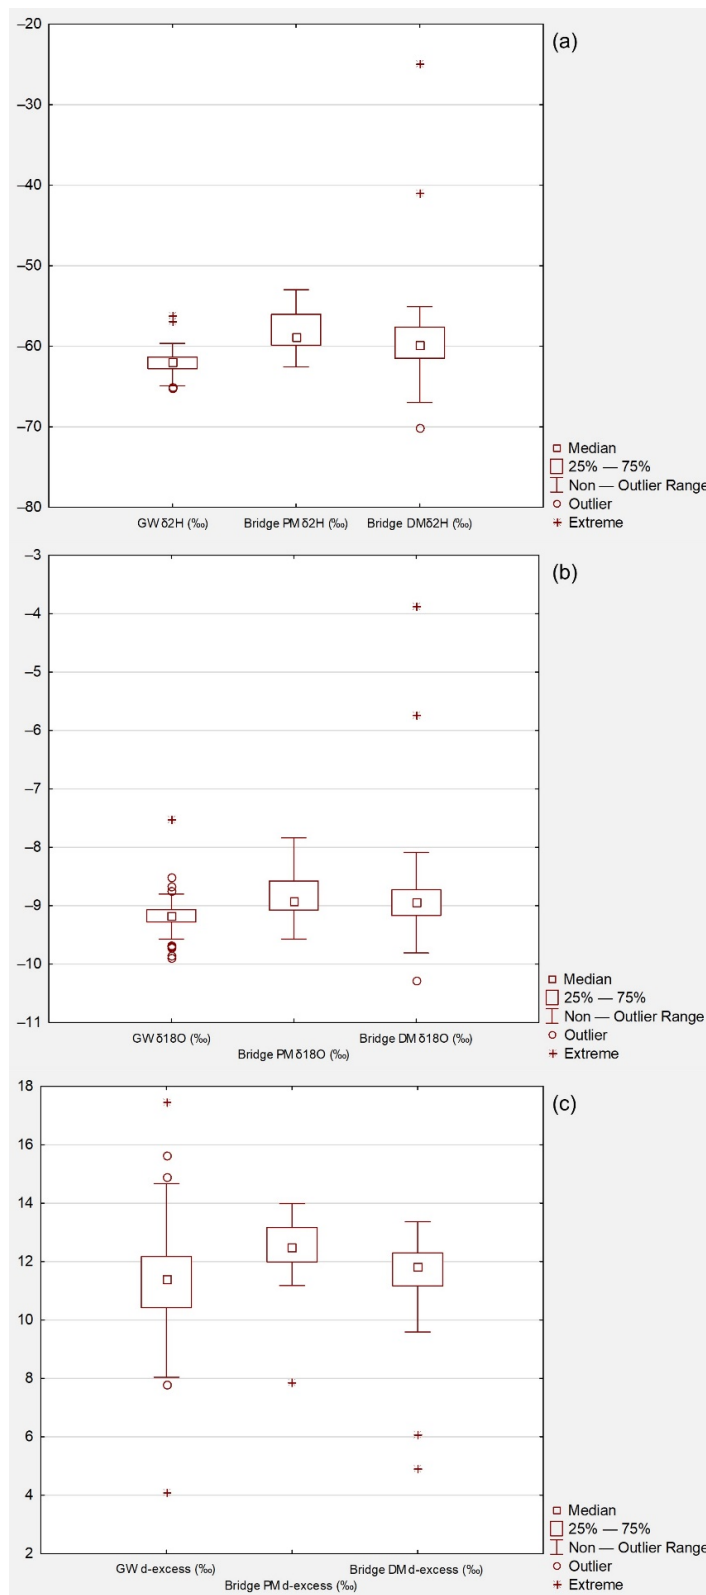 (a)
−20
−30
−40
−50
−60
−70
−80
GW δ2H (‰) Bridge PM δ2H (‰) Bridge DM δ2H (‰)
Median
25% — 75%
Non — Outlier Range
Outlier
Extreme
(b)
−3
−4
−5
−6
−7
−8
−9
−10
−11
GW δ18O (‰) Bridge DM δ18O (‰)
Bridge PM δ18O (‰)
Median
25% — 75%
Non — Outlier Range
Outlier
Extreme
(c)
18
16
14
12
10
8
6
4
2
GW d-excess (‰) Bridge DM d-excess (‰)
Bridge PM d-excess (‰)
Median
25% — 75%
Non — Outlier Range
Outlier
Extreme